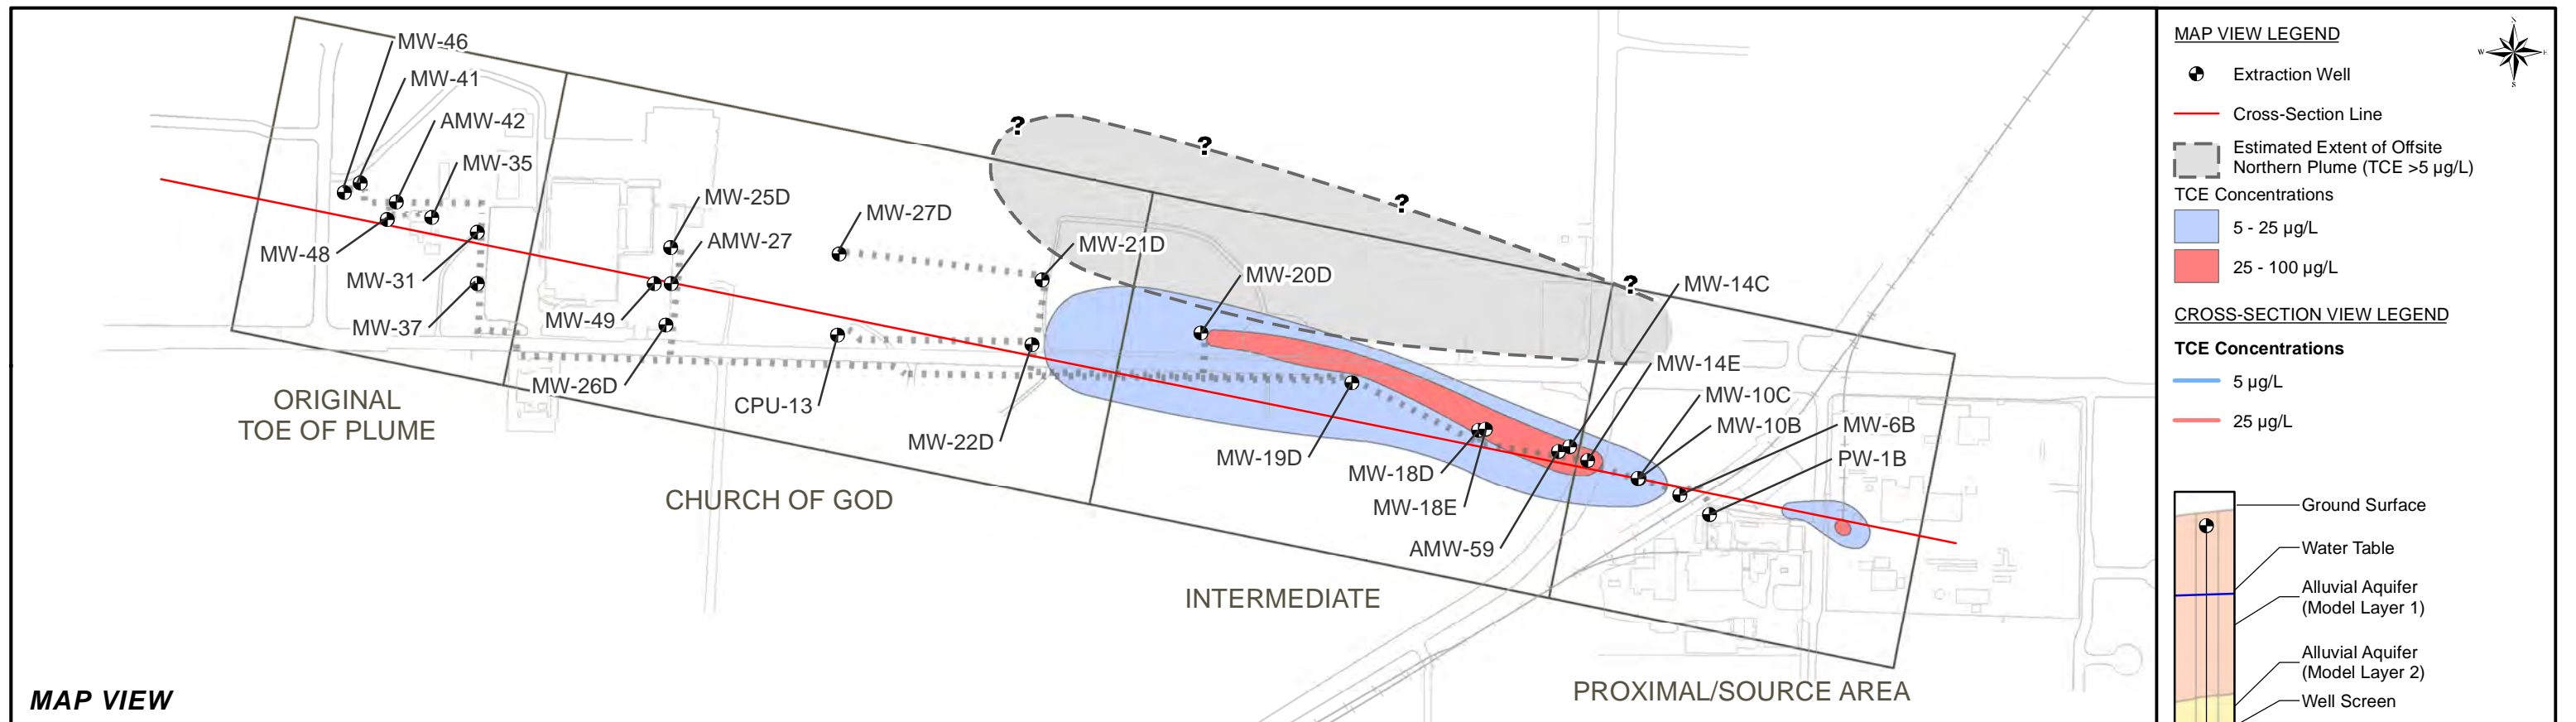 MW-46
MW-41
AMW-42
MW-35
MW-48
MW-31
MW-37
MW-25D
AMW-27
MW-49
MW-26D
MW-27D
CPU-13
MW-21D
MW-22D
MW-20D
MW-19D
MW-18D
MW-18E
AMW-59
MW-14C
MW-14E
MW-10C
MW-10B
MW-6B
PW-1B
?
?
?
?
ORIGINAL
TOE OF PLUME
CHURCH OF GOD
INTERMEDIATE
PROXIMAL/SOURCE AREA
MAP VIEW
MAP VIEW LEGEND
N
W
E
S
Extraction Well
Cross-Section Line
Estimated Extent of Offsite
Northern Plume (TCE >5 µg/L)
TCE Concentrations
5 - 25 µg/L
25 - 100 µg/L
CROSS-SECTION VIEW LEGEND
TCE Concentrations
5 µg/L
25 µg/L
Ground Surface
Water Table
Alluvial Aquifer
(Model Layer 1)
Alluvial Aquifer
(Model Layer 2)
Well Screen